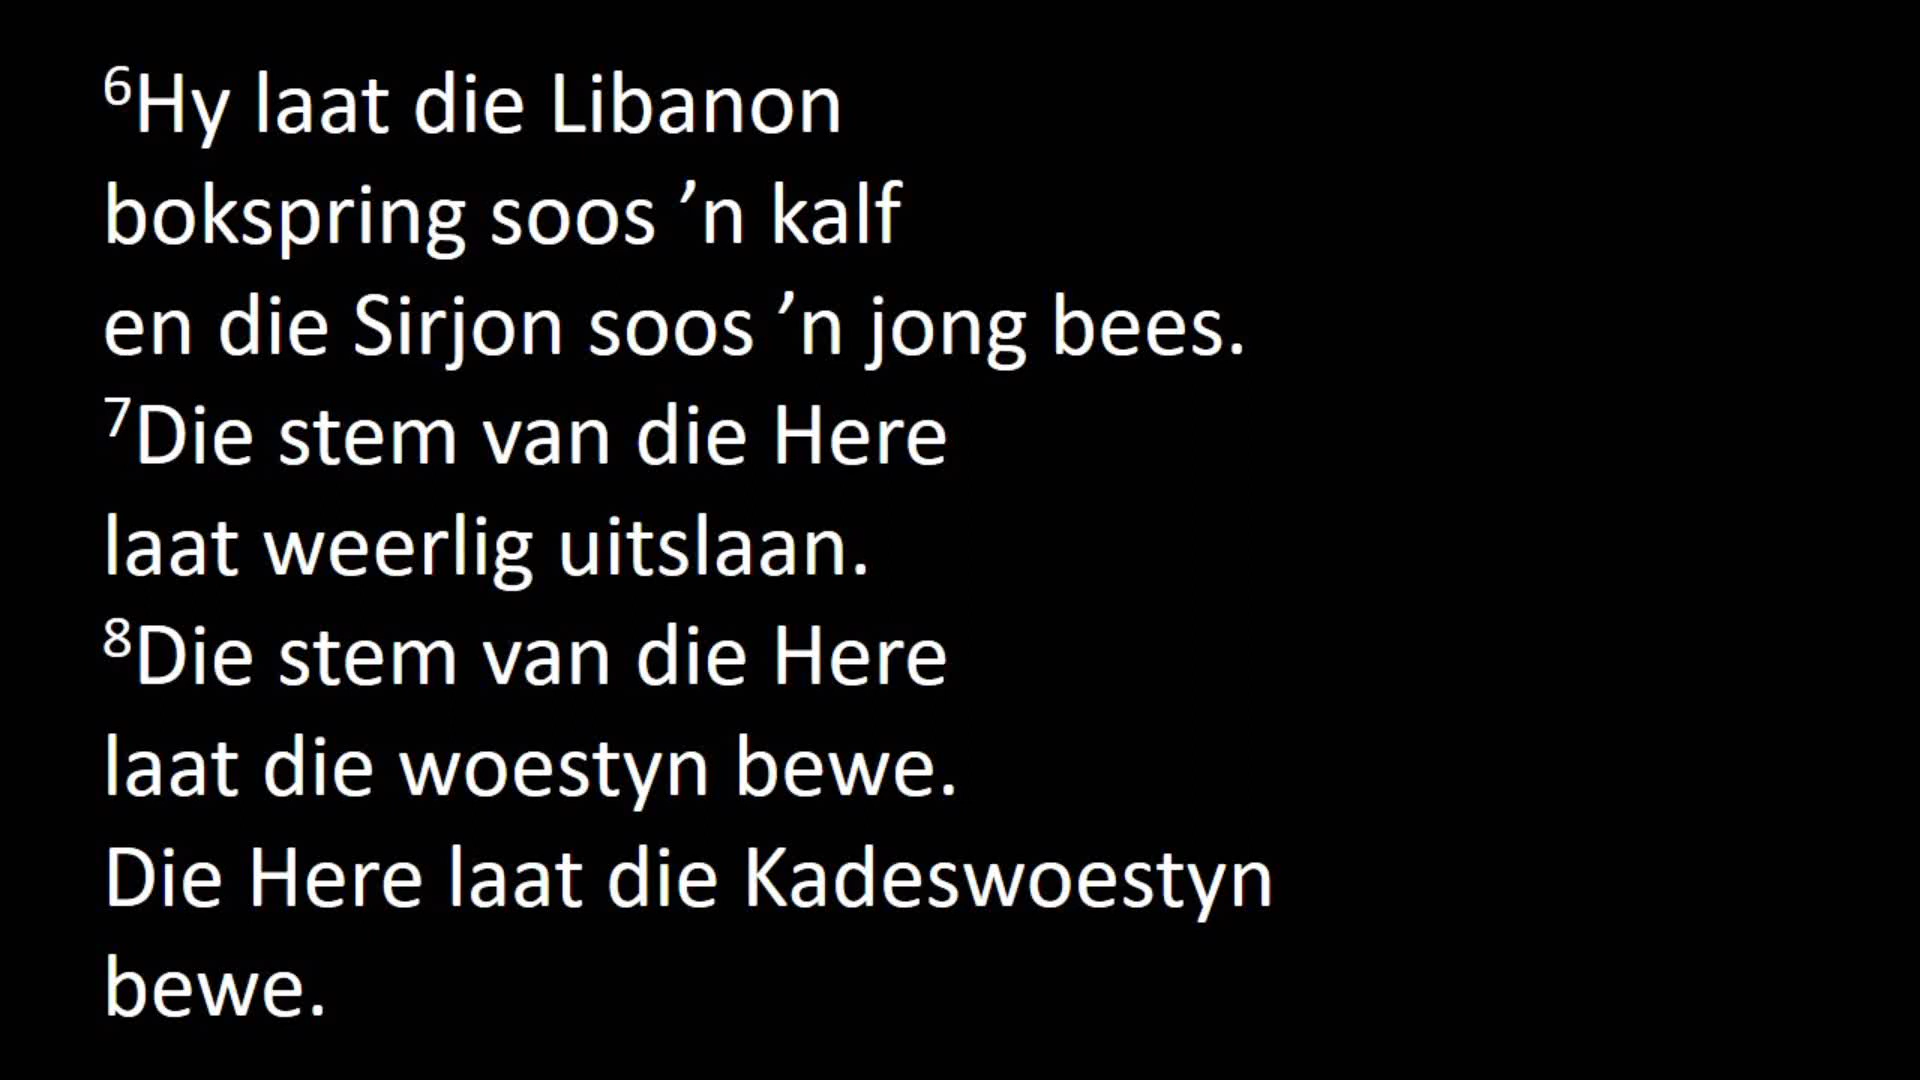 ⁶Hy laat die Libanon
bokspring soos ’n kalf
en die Sirjon soos ’n jong bees.
⁷Die stem van die Here
laat weerlig uitslaan.
⁸Die stem van die Here
laat die woestyn bewe.
Die Here laat die Kadeswoestyn
bewe.